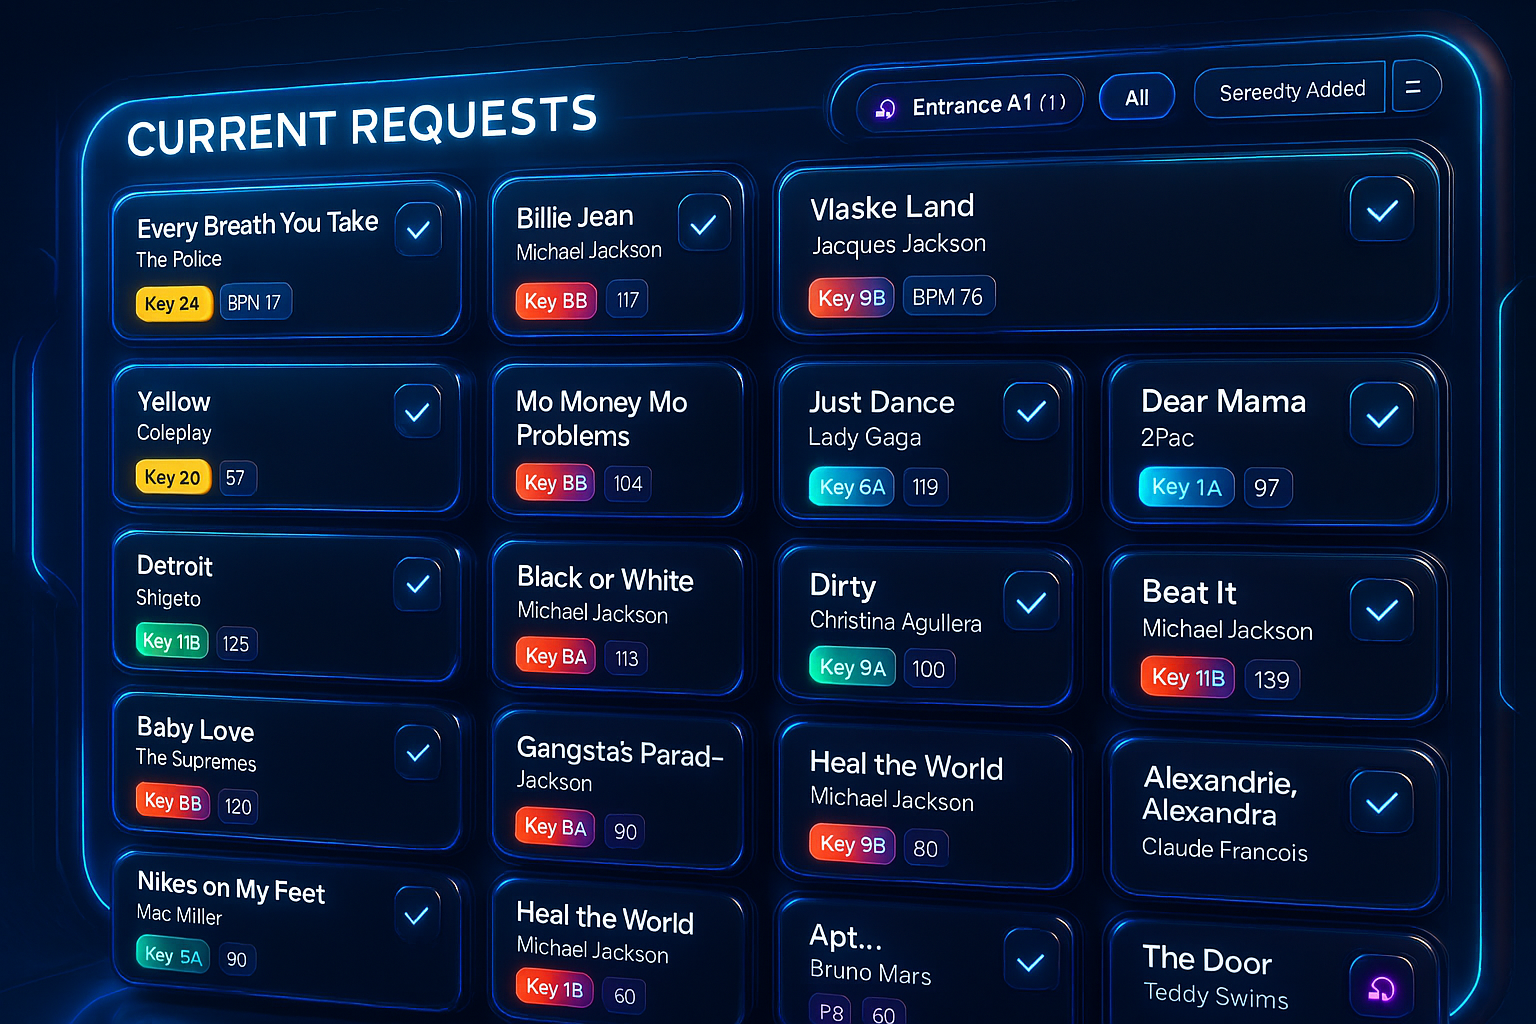 CURRENT REQUESTS
Entrance A1 (1)
All
Sereedty Added
Every Breath You Take
The Police
Key 24
BPN 17
Billie Jean
Michael Jackson
Key BB
117
Vlaske Land
Jacques Jackson
Key 9B
BPM 76
Yellow
Coleplay
Key 20
57
Mo Money Mo
Problems
Key BB
104
Just Dance
Lady Gaga
Key 6A
119
Dear Mama
2Pac
Key 1A
97
Detroit
Shigeto
Key 11B
125
Black or White
Michael Jackson
Key BA
113
Dirty
Christina Agullera
Key 9A
100
Beat It
Michael Jackson
Key 11B
139
Baby Love
The Supremes
Key BB
120
Gangsta's Parad-
Jackson
Key BA
90
Heal the World
Michael Jackson
Key 9B
80
Alexandrie,
Alexandra
Claude Francois
Nikes on My Feet
Mac Miller
Key 5A
90
Heal the World
Michael Jackson
Key 1B
60
Apt...
Bruno Mars
P8
60
The Door
Teddy Swims